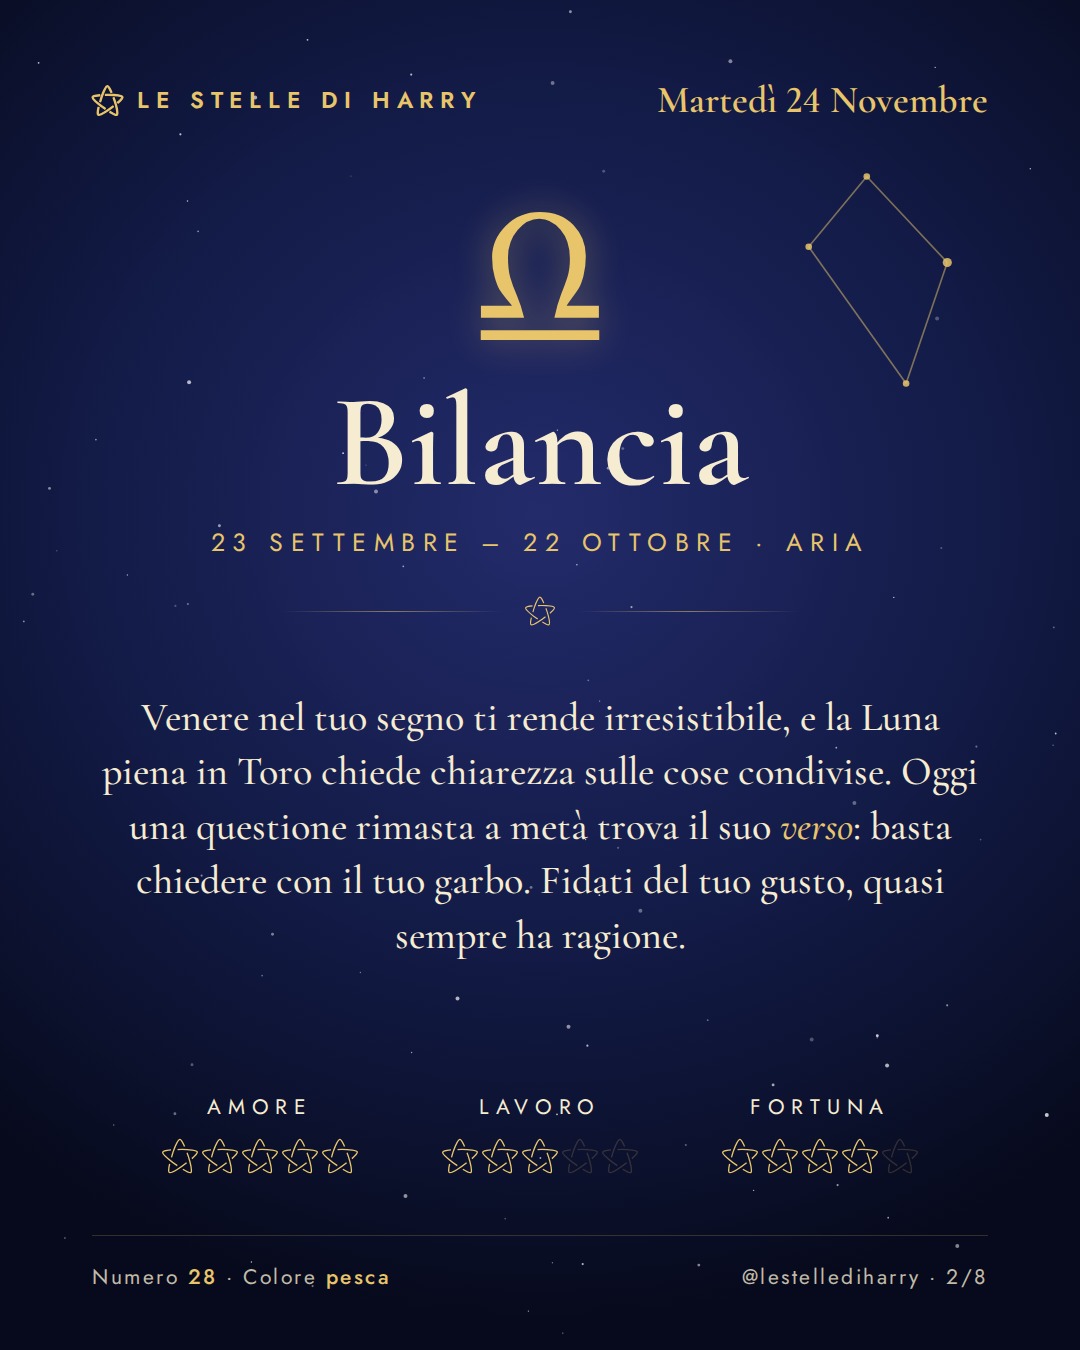 LE STELLE DI HARRY
Martedì 24 Novembre
Bilancia
23 SETTEMBRE – 22 OTTOBRE · ARIA
Venere nel tuo segno ti rende irresistibile, e la Luna
piena in Toro chiede chiarezza sulle cose condivise. Oggi
una questione rimasta a metà trova il suo verso: basta
chiedere con il tuo garbo. Fidati del tuo gusto, quasi
sempre ha ragione.
AMORE
LAVORO
FORTUNA
Numero 28 · Colore pesca
@lestellediharry · 2/8